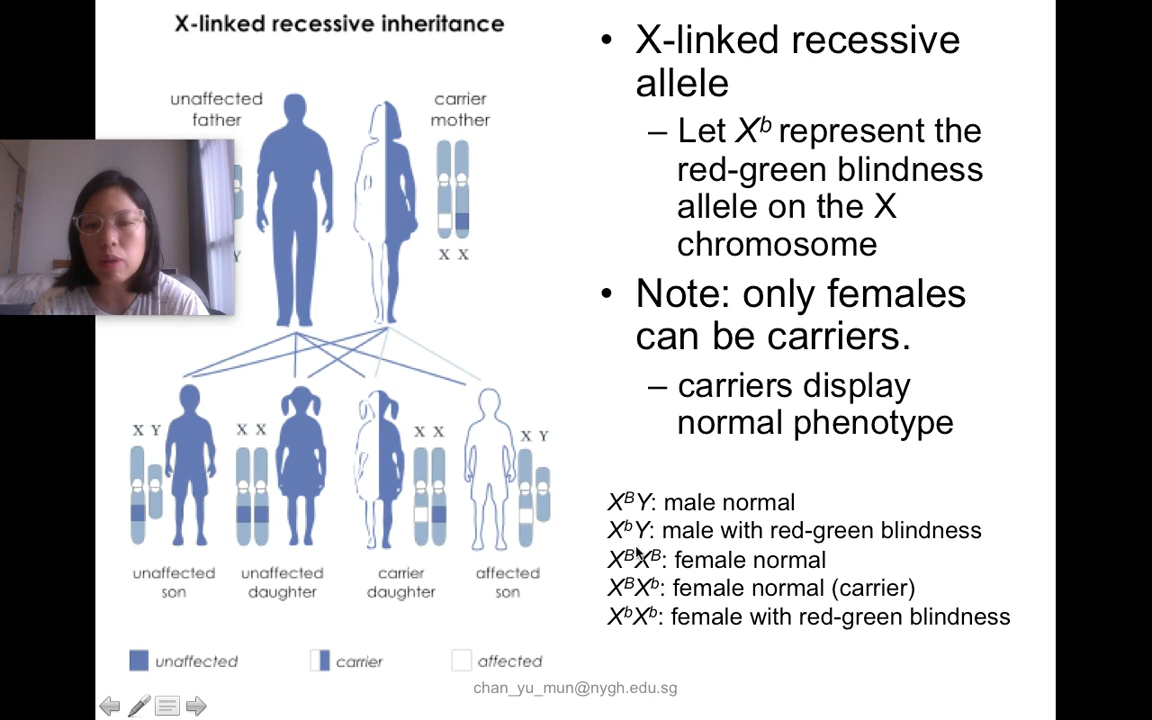 X-linked recessive inheritance
unaffected
father
carrier
mother
Y
X X
X Y
X X
X X
X Y
unaffected
son
unaffected
daughter
carrier
daughter
affected
son
unaffected
carrier
affected
• X-linked recessive
allele
– Let Xᵇ represent the
red-green blindness
allele on the X
chromosome
• Note: only females
can be carriers.
– carriers display
normal phenotype
XᴮY: male normal
XᵇY: male with red-green blindness
XᴮXᴮ: female normal
XᴮXᵇ: female normal (carrier)
XᵇXᵇ: female with red-green blindness
chan_yu_mun@nygh.edu.sg